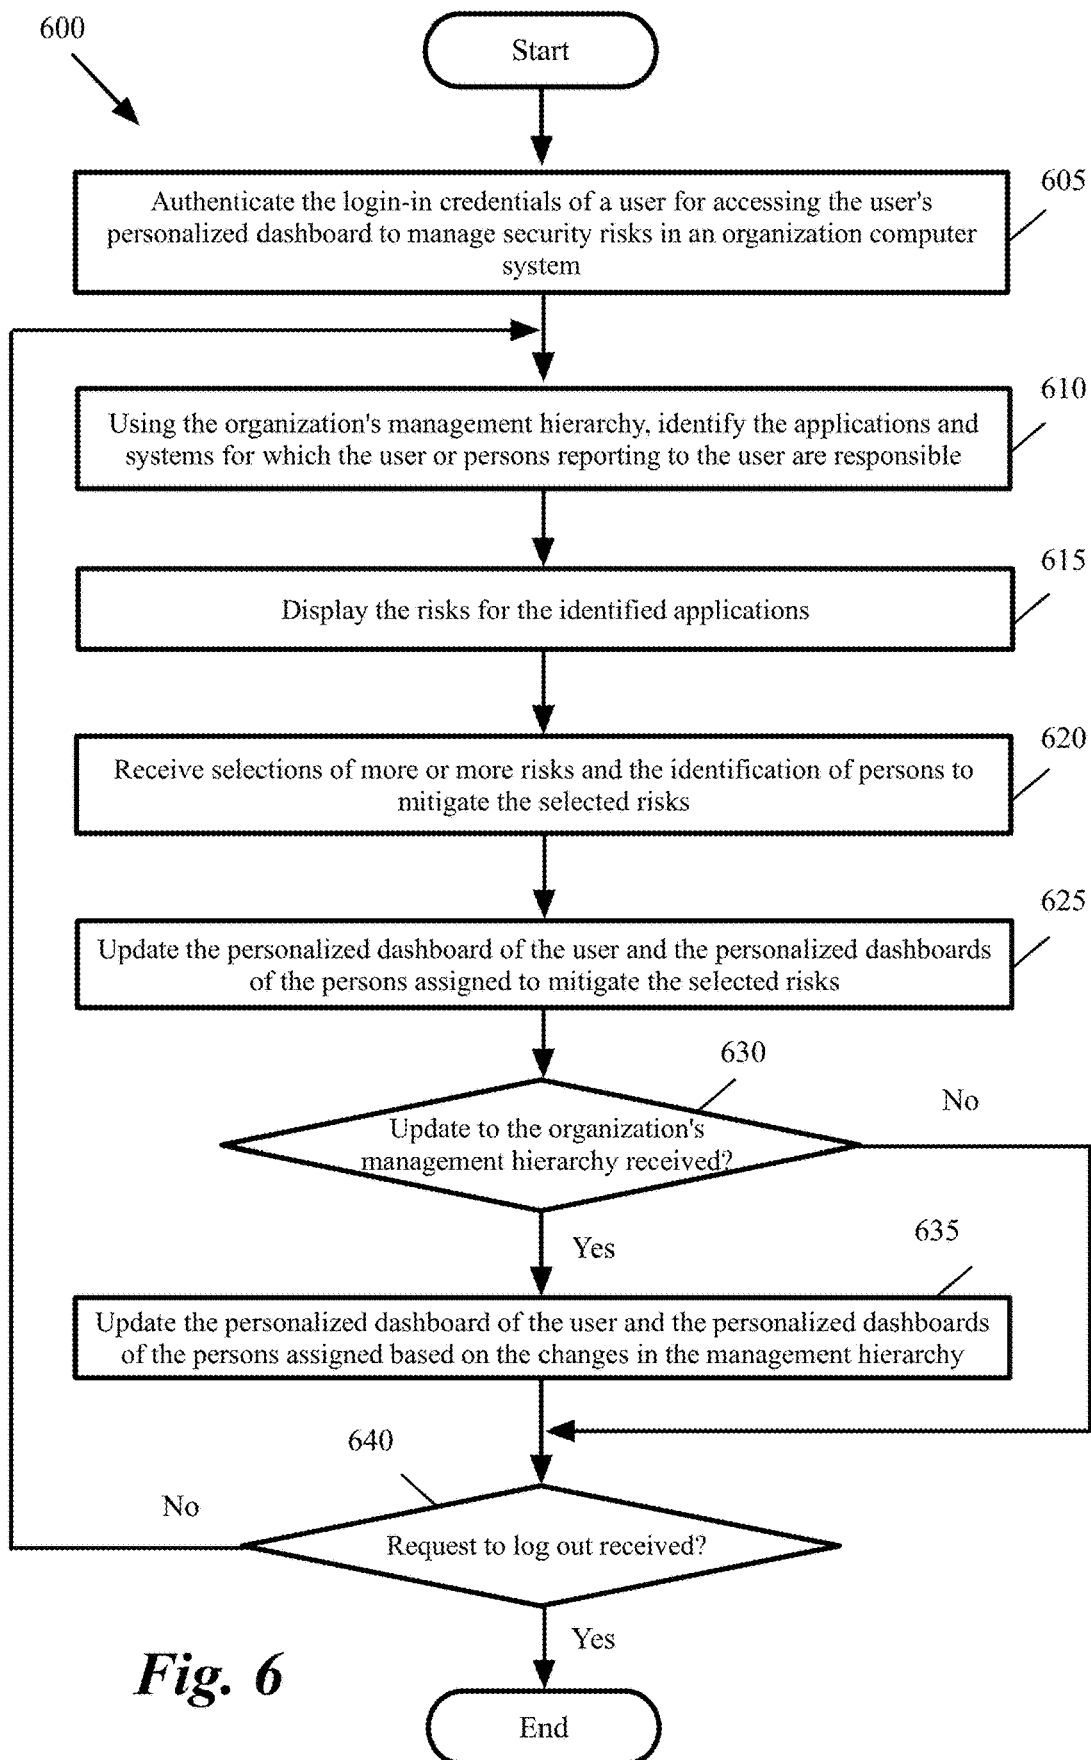 600
Start
605
Authenticate the login-in credentials of a user for accessing the user's
personalized dashboard to manage security risks in an organization computer
system
610
Using the organization's management hierarchy, identify the applications and
systems for which the user or persons reporting to the user are responsible
615
Display the risks for the identified applications
620
Receive selections of more or more risks and the identification of persons to
mitigate the selected risks
625
Update the personalized dashboard of the user and the personalized dashboards
of the persons assigned to mitigate the selected risks
630
No
Update to the organization's
management hierarchy received?
Yes
635
Update the personalized dashboard of the user and the personalized dashboards
of the persons assigned based on the changes in the management hierarchy
640
No
Request to log out received?
Yes
Fig. 6
End